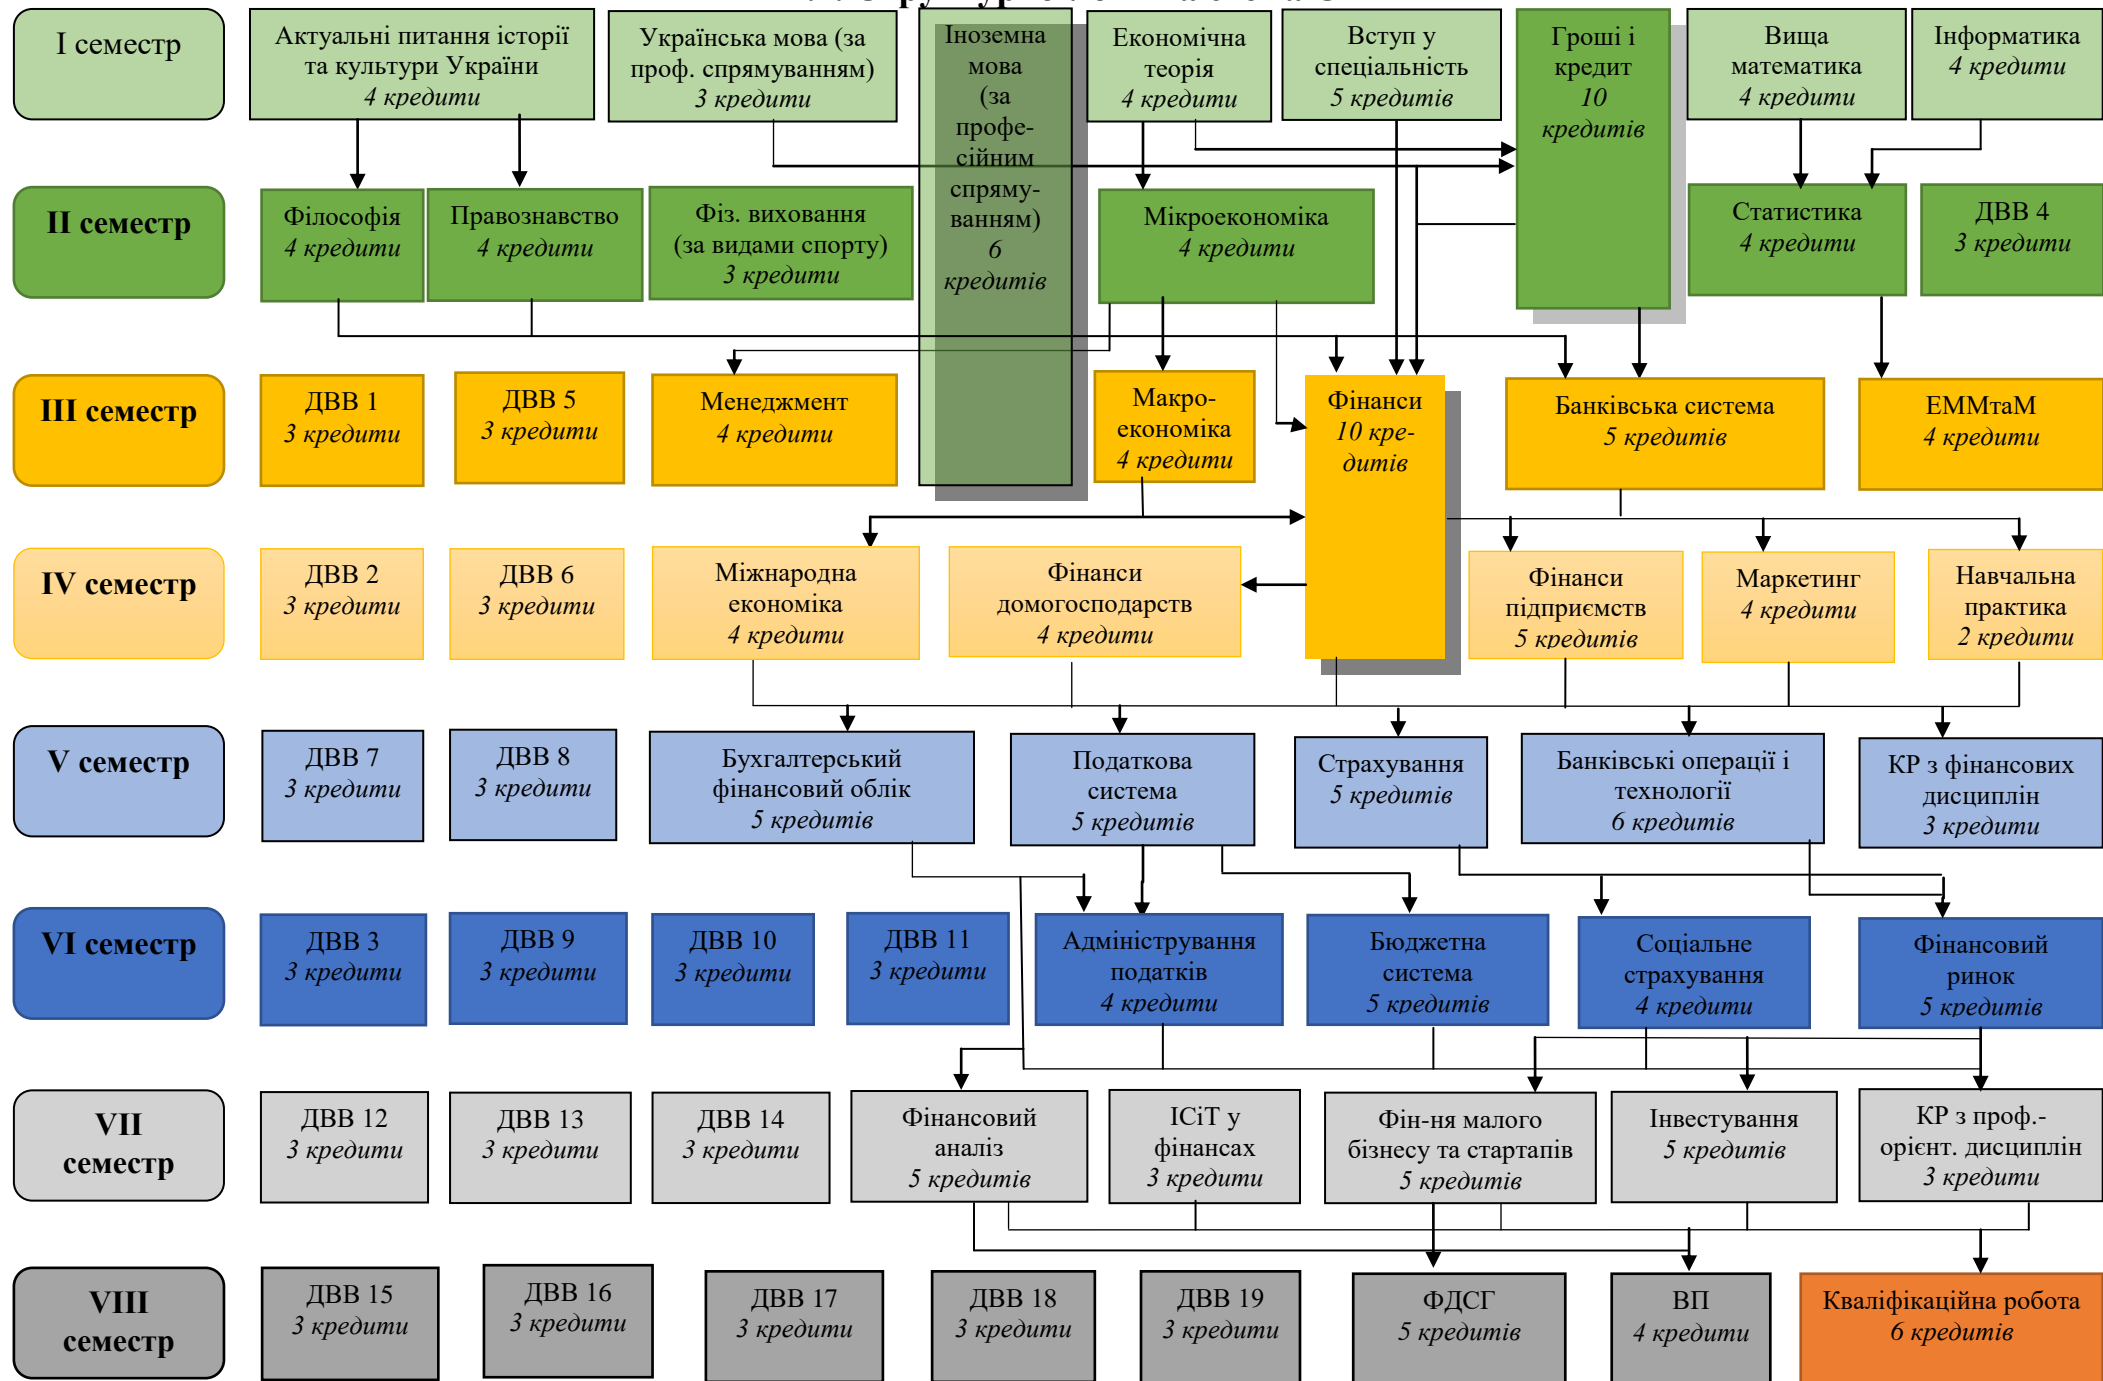 I семестр
Актуальні питання історії
та культури України
4 кредити
Українська мова (за
проф. спрямуванням)
3 кредити
Іноземна
мова
(за
профе-
сійним
спряму-
ванням)
6
кредитів
Економічна
теорія
4 кредити
Вступ у
спеціальність
5 кредитів
Гроші і
кредит
10
кредитів
Вища
математика
4 кредити
Інформатика
4 кредити
II семестр
Філософія
4 кредити
Правознавство
4 кредити
Фіз. виховання
(за видами спорту)
3 кредити
Мікроекономіка
4 кредити
Статистика
4 кредити
ДВВ 4
3 кредити
III семестр
ДВВ 1
3 кредити
ДВВ 5
3 кредити
Менеджмент
4 кредити
Макро-
економіка
4 кредити
Фінанси
10 кре-
дитів
Банківська система
5 кредитів
ЕММтаМ
4 кредити
IV семестр
ДВВ 2
3 кредити
ДВВ 6
3 кредити
Міжнародна
економіка
4 кредити
Фінанси
домогосподарств
4 кредити
Фінанси
підприємств
5 кредитів
Маркетинг
4 кредити
Навчальна
практика
2 кредити
V семестр
ДВВ 7
3 кредити
ДВВ 8
3 кредити
Бухгалтерський
фінансовий облік
5 кредитів
Податкова
система
5 кредитів
Страхування
5 кредитів
Банківські операції і
технології
6 кредитів
КР з фінансових
дисциплін
3 кредити
VI семестр
ДВВ 3
3 кредити
ДВВ 9
3 кредити
ДВВ 10
3 кредити
ДВВ 11
3 кредити
Адміністрування
податків
4 кредити
Бюджетна
система
5 кредитів
Соціальне
страхування
4 кредити
Фінансовий
ринок
5 кредитів
VII
семестр
ДВВ 12
3 кредити
ДВВ 13
3 кредити
ДВВ 14
3 кредити
Фінансовий
аналіз
5 кредитів
ІСіТ у
фінансах
3 кредити
Фін-ня малого
бізнесу та стартапів
5 кредитів
Інвестування
5 кредитів
КР з проф.-
орієнт. дисциплін
3 кредити
VIII
семестр
ДВВ 15
3 кредити
ДВВ 16
3 кредити
ДВВ 17
3 кредити
ДВВ 18
3 кредити
ДВВ 19
3 кредити
ФДСГ
5 кредитів
ВП
4 кредити
Кваліфікаційна робота
6 кредитів